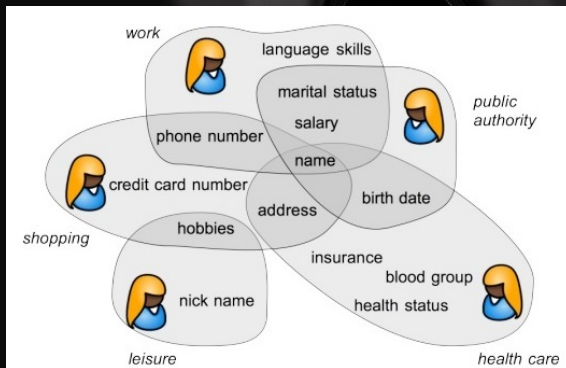 work
language skills
marital status
public
authority
salary
phone number
name
credit card number
birth date
address
shopping
hobbies
insurance
blood group
nick name
health status
leisure
health care